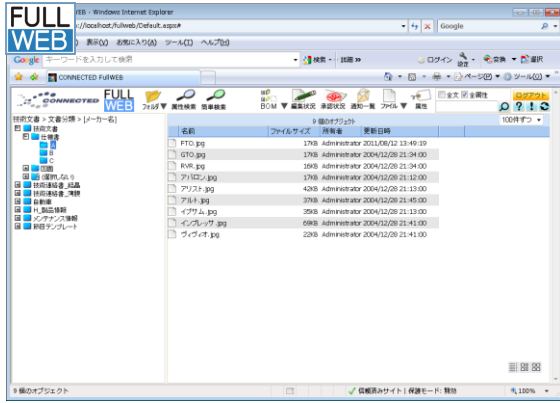 FULL
WEB
WEB - Windows Internet Explorer
://localhost/fullweb/Default.aspx#
Google
表示(V) お気に入り(A) ツール(T) ヘルプ(H)
Google キーワードを入力して検索 検索 ログイン 設定 変換 選択
CONNECTED FullWEB
ページ(P) ツール(O)
CONNECTED FULL WEB
フォルダ▼ 属性検索 簡単検索 BOM ▼ 編集状況 承認状況 通知一覧 ファイル ▼ 属性
全文 全属性 ログアウト
技術文書 > 文書分類 > [メーカー名]
9 個のオブジェクト
100件ずつ
技術文書
仕様書
A
B
C
図面
(選択しない)
技術連絡書_結晶
技術連絡書_薄膜
自動車
H_製品情報
メンテナンス情報
節目テンプレート
名前 ファイルサイズ 所有者 更新日時
FTO.jpg 17KB Administrator 2011/08/12 13:49:19
GTO.jpg 17KB Administrator 2004/12/28 21:34:00
RVR.jpg 16KB Administrator 2004/12/28 21:34:00
アバロン.jpg 17KB Administrator 2004/12/28 21:12:00
アリスト.jpg 42KB Administrator 2004/12/28 21:13:00
アルト.jpg 37KB Administrator 2004/12/28 21:45:00
イプサム.jpg 35KB Administrator 2004/12/28 21:13:00
インプレッサ.jpg 69KB Administrator 2004/12/28 21:41:00
ヴィヴィオ.jpg 22KB Administrator 2004/12/28 21:41:00
9 個のオブジェクト
信頼済みサイト | 保護モード: 無効
100%